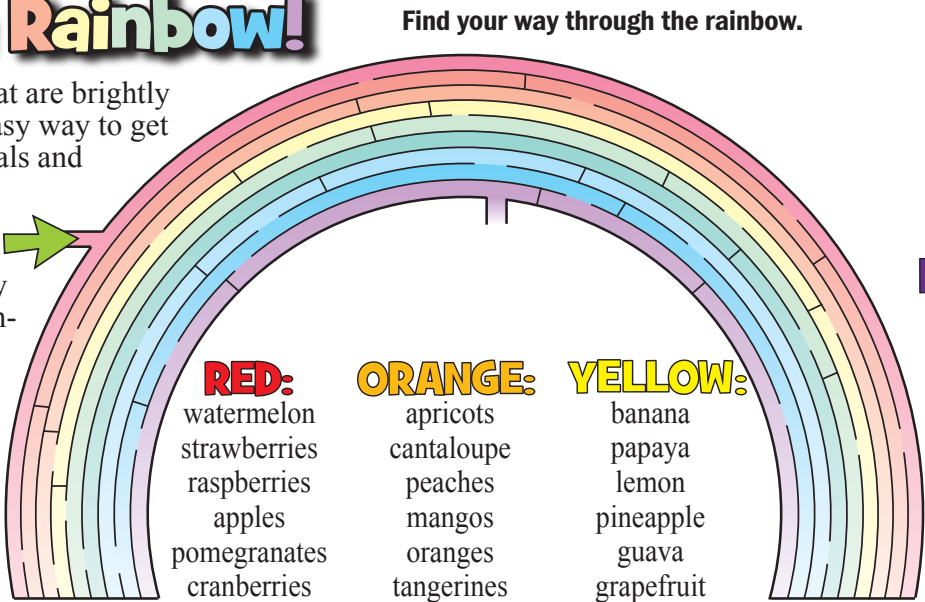 Rainbow!
Find your way through the rainbow.
at are brightly
asy way to get
als and
y
n-
RED:
watermelon
strawberries
raspberries
apples
pomegranates
cranberries
ORANGE:
apricots
cantaloupe
peaches
mangos
oranges
tangerines
YELLOW:
banana
papaya
lemon
pineapple
guava
grapefruit